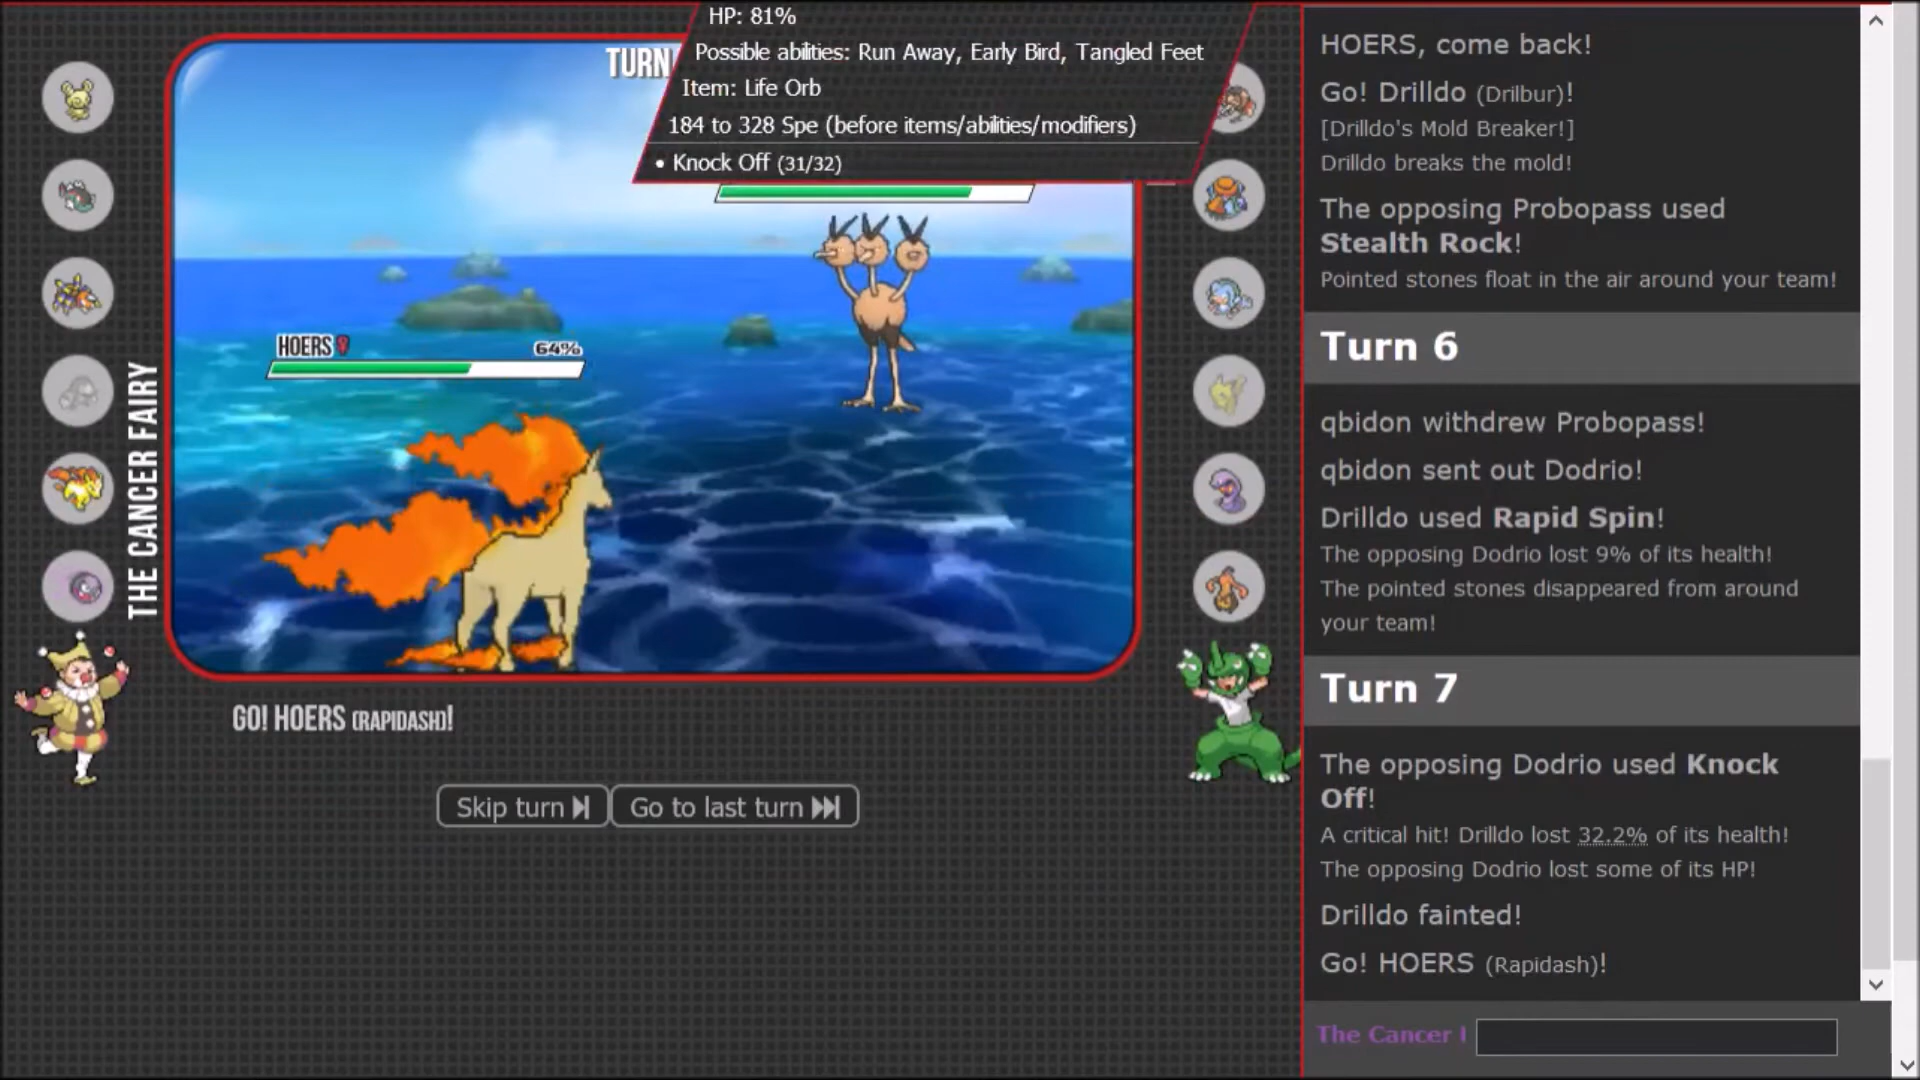 HP: 81%
Possible abilities: Run Away, Early Bird, Tangled Feet
Item: Life Orb
184 to 328 Spe (before items/abilities/modifiers)
• Knock Off (31/32)
TURN
HOERS
64%
THE CANCER FAIRY
GO! HOERS (RAPIDASH)!
Skip turn
Go to last turn
HOERS, come back!
Go! Drilldo (Drilbur)!
[Drilldo's Mold Breaker!]
Drilldo breaks the mold!
The opposing Probopass used
Stealth Rock!
Pointed stones float in the air around your team!
Turn 6
qbidon withdrew Probopass!
qbidon sent out Dodrio!
Drilldo used Rapid Spin!
The opposing Dodrio lost 9% of its health!
The pointed stones disappeared from around
your team!
Turn 7
The opposing Dodrio used Knock
Off!
A critical hit! Drilldo lost 32.2% of its health!
The opposing Dodrio lost some of its HP!
Drilldo fainted!
Go! HOERS (Rapidash)!
The Cancer